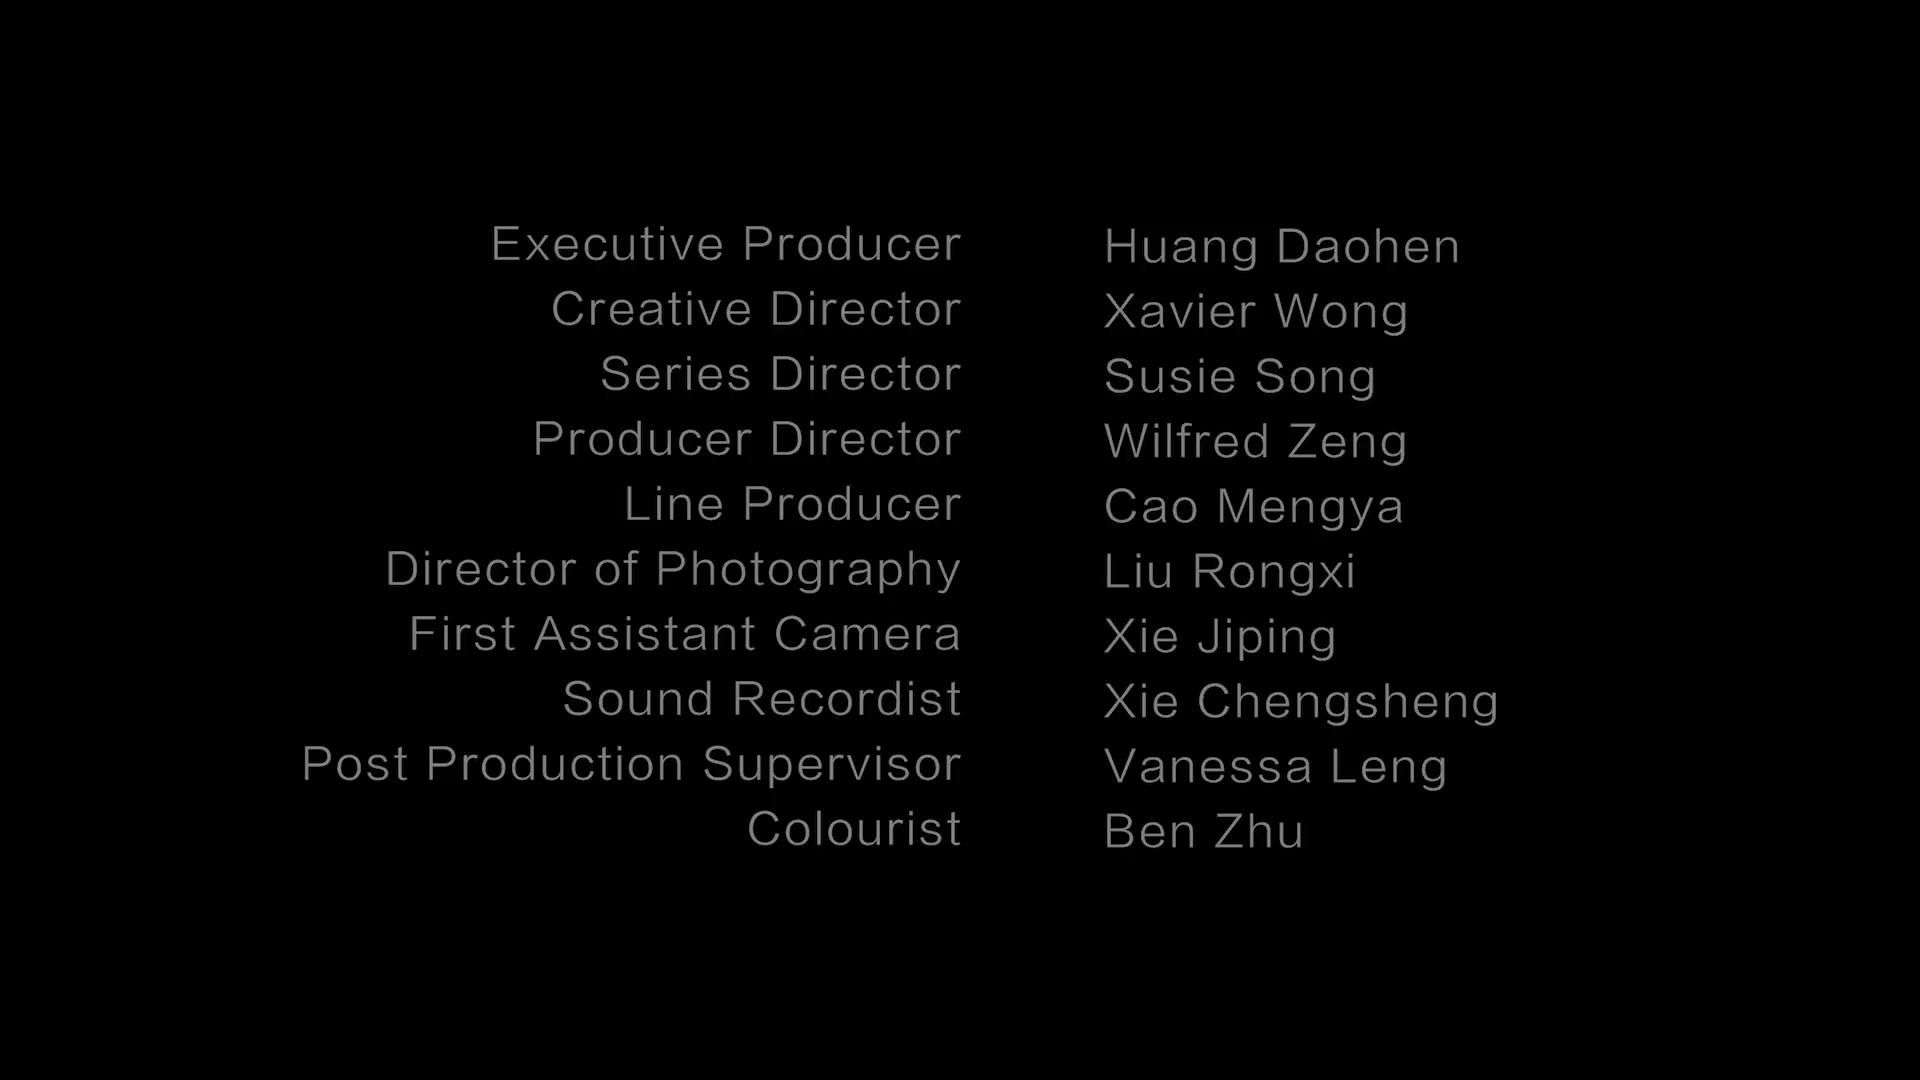 Executive Producer Huang Daohen
Creative Director Xavier Wong
Series Director Susie Song
Producer Director Wilfred Zeng
Line Producer Cao Mengya
Director of Photography Liu Rongxi
First Assistant Camera Xie Jiping
Sound Recordist Xie Chengsheng
Post Production Supervisor Vanessa Leng
Colourist Ben Zhu